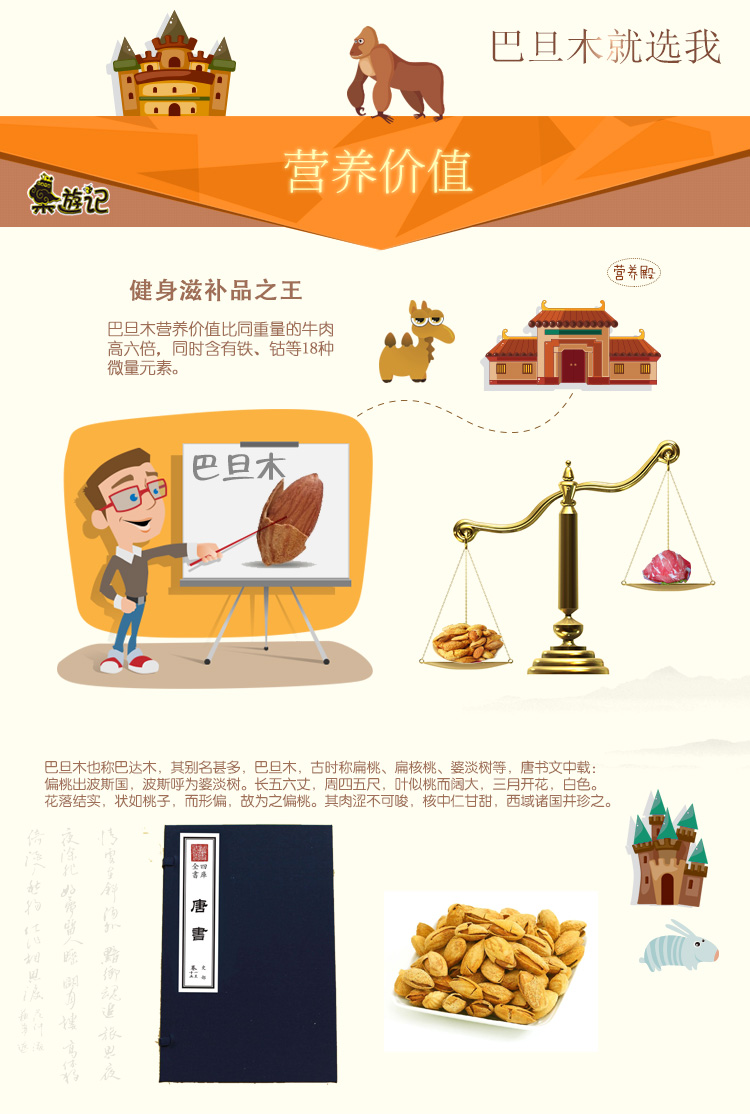 巴旦木就选我
营养价值
桌遊记
营养殿
健身滋补品之王
巴旦木营养价值比同重量的牛肉
高六倍，同时含有铁、钴等18种
微量元素。
巴旦木
巴旦木也称巴达木，其别名甚多，巴旦木，古时称扁桃、扁核桃、婆淡树等，唐书文中载：
偏桃出波斯国，波斯呼为婆淡树。长五六丈，周四五尺，叶似桃而阔大，三月开花，白色。
花落结实，状如桃子，而形偏，故为之偏桃。其肉涩不可唆，核中仁甘甜，西域诸国并珍之。
四库
全書
唐書